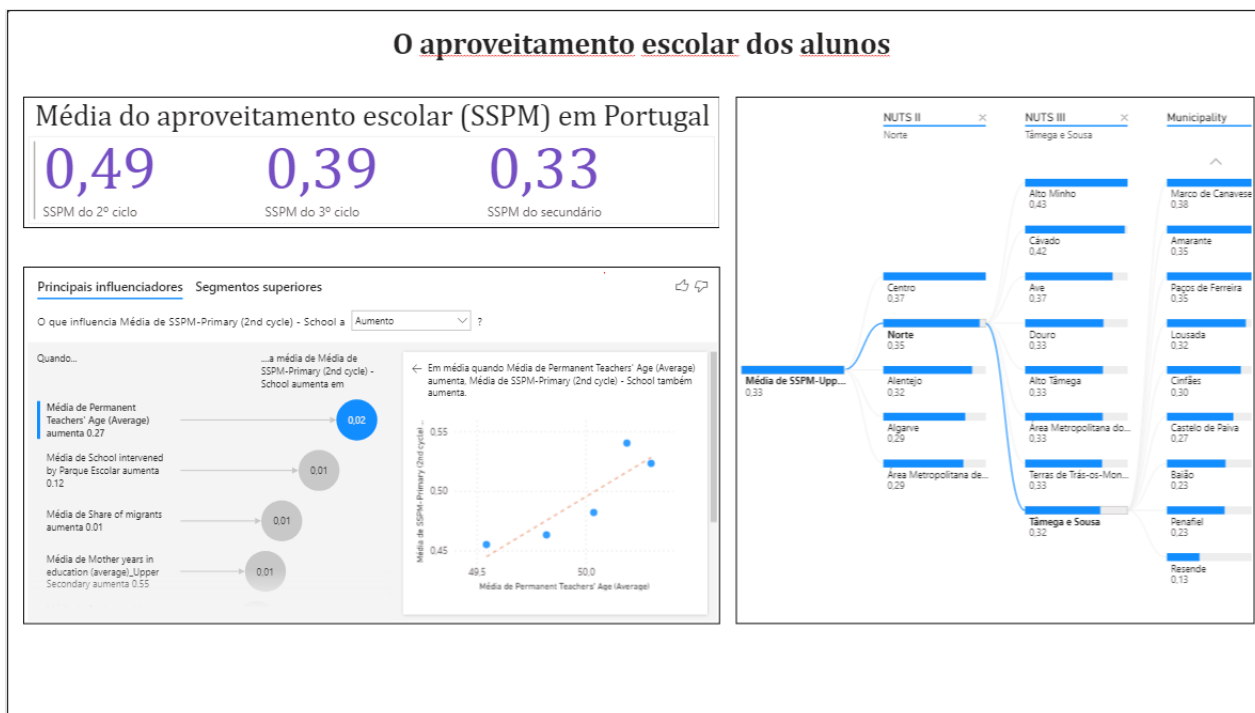 O aproveitamento escolar dos alunos
Média do aproveitamento escolar (SSPM) em Portugal
0,49
SSPM do 2º ciclo
0,39
SSPM do 3º ciclo
0,33
SSPM do secundário
Principais influenciadores
Segmentos superiores
O que influencia Média de SSPM-Primary (2nd cycle) - School a
Aumento
?
Quando...
...a média de Média de
SSPM-Primary (2nd cycle) -
School aumenta em
Média de Permanent
Teachers' Age (Average)
aumenta 0.27
0,02
Média de School intervened
by Parque Escolar aumenta
0.12
0,01
Média de Share of migrants
aumenta 0.01
0,01
Média de Mother years in
education (average)_Upper
Secondary aumenta 0.55
0,01
Em média quando Média de Permanent Teachers' Age (Average)
aumenta, Média de SSPM-Primary (2nd cycle) - School também
aumenta.
Média de SSPM-Primary (2nd cycle) ...
0,55
0,50
0,45
49,5
50,0
Média de Permanent Teachers' Age (Average)
Média de SSPM-Upp...
0,33
NUTS II
Norte
Centro
0,37
Norte
0,35
Alentejo
0,32
Algarve
0,29
Área Metropolitana de...
0,29
NUTS III
Tâmega e Sousa
Alto Minho
0,43
Cávado
0,42
Ave
0,37
Douro
0,33
Alto Tâmega
0,33
Área Metropolitana do...
0,33
Terras de Trás-os-Mon...
0,33
Tâmega e Sousa
0,32
Municipality
Marco de Canavese
0,38
Amarante
0,35
Paços de Ferreira
0,35
Lousada
0,32
Cinfães
0,30
Castelo de Paiva
0,27
Baião
0,23
Penafiel
0,23
Resende
0,13